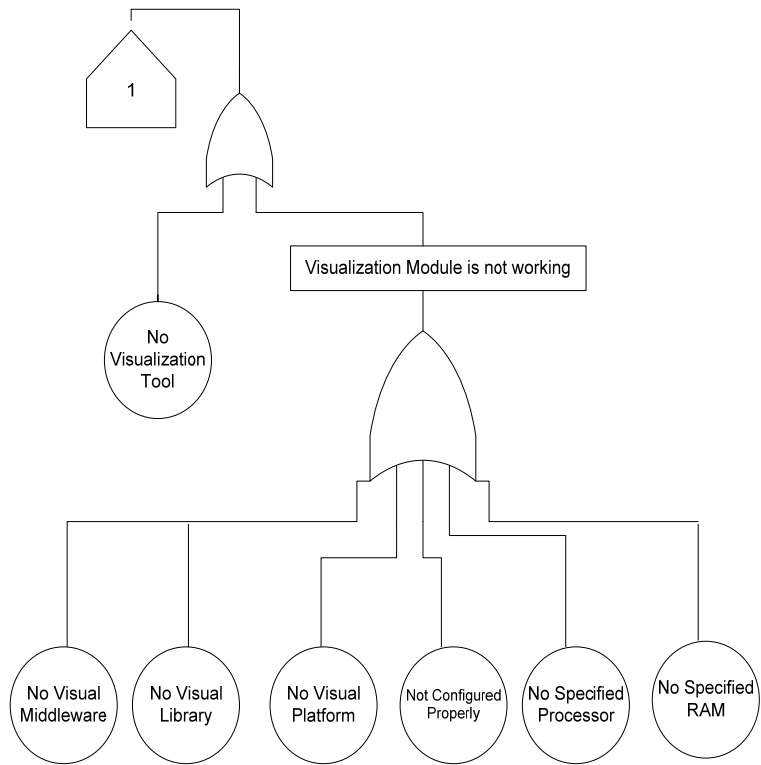 1
Visualization Module is not working
No
Visualization
Tool
No Visual
Middleware
No Visual
Library
No Visual
Platform
Not Configured
Properly
No Specified
Processor
No Specified
RAM